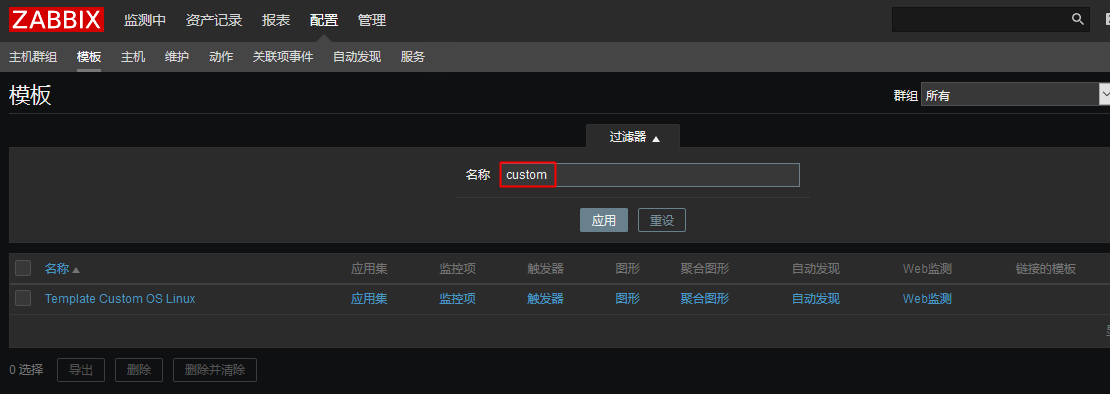 ZABBIX 监测中 资产记录 报表 配置 管理
主机群组 模板 主机 维护 动作 关联项事件 自动发现 服务
模板 群组 所有
过滤器
名称 custom
应用 重设
名称 应用集 监控项 触发器 图形 聚合图形 自动发现 Web监测 链接的模板
Template Custom OS Linux 应用集 监控项 触发器 图形 聚合图形 自动发现 Web监测
0 选择 导出 删除 删除并清除